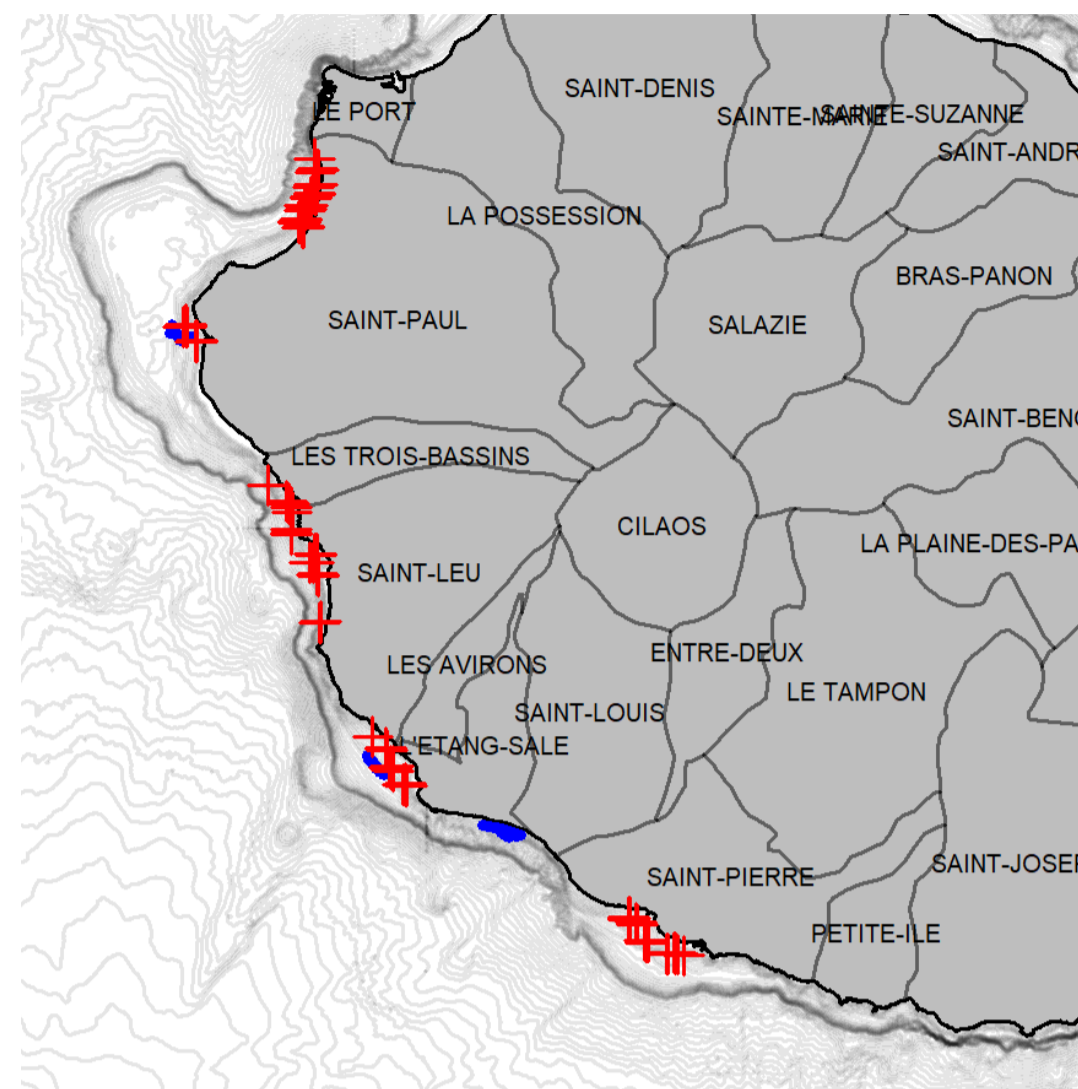 SAINT-DENIS
LE PORT
SAINTE-MARIE
SAINTE-SUZANNE
SAINT-ANDR
LA POSSESSION
BRAS-PANON
SAINT-PAUL
SALAZIE
SAINT-BENO
LES TROIS-BASSINS
CILAOS
LA PLAINE-DES-PA
SAINT-LEU
ENTRE-DEUX
LES AVIRONS
LE TAMPON
SAINT-LOUIS
L'ETANG-SALE
SAINT-JOSEP
SAINT-PIERRE
PETITE-ILE